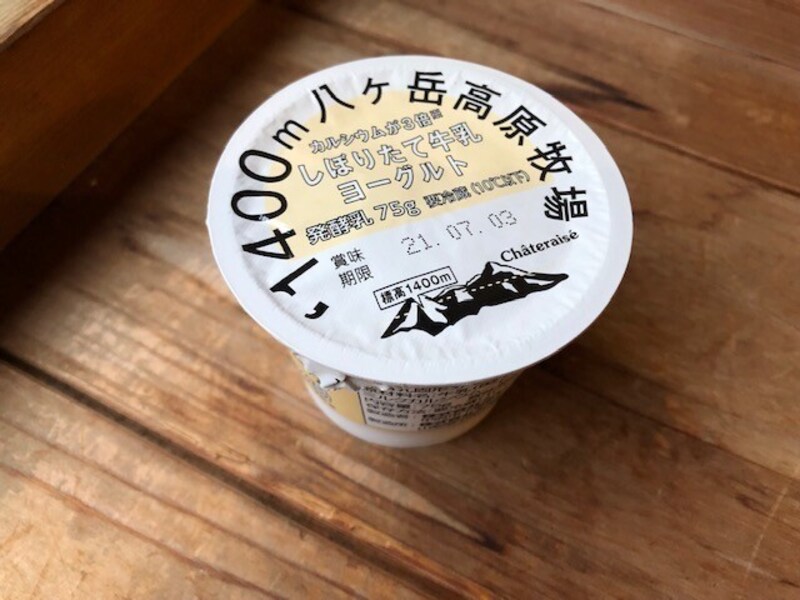 ,1400m八ヶ岳高原牧場
カルシウムが3倍※
しぼりたて牛乳
ヨーグルト
発酵乳 75g 要冷蔵(10℃以下)
賞味
期限
21.07.03
Châteraisé
標高1400m